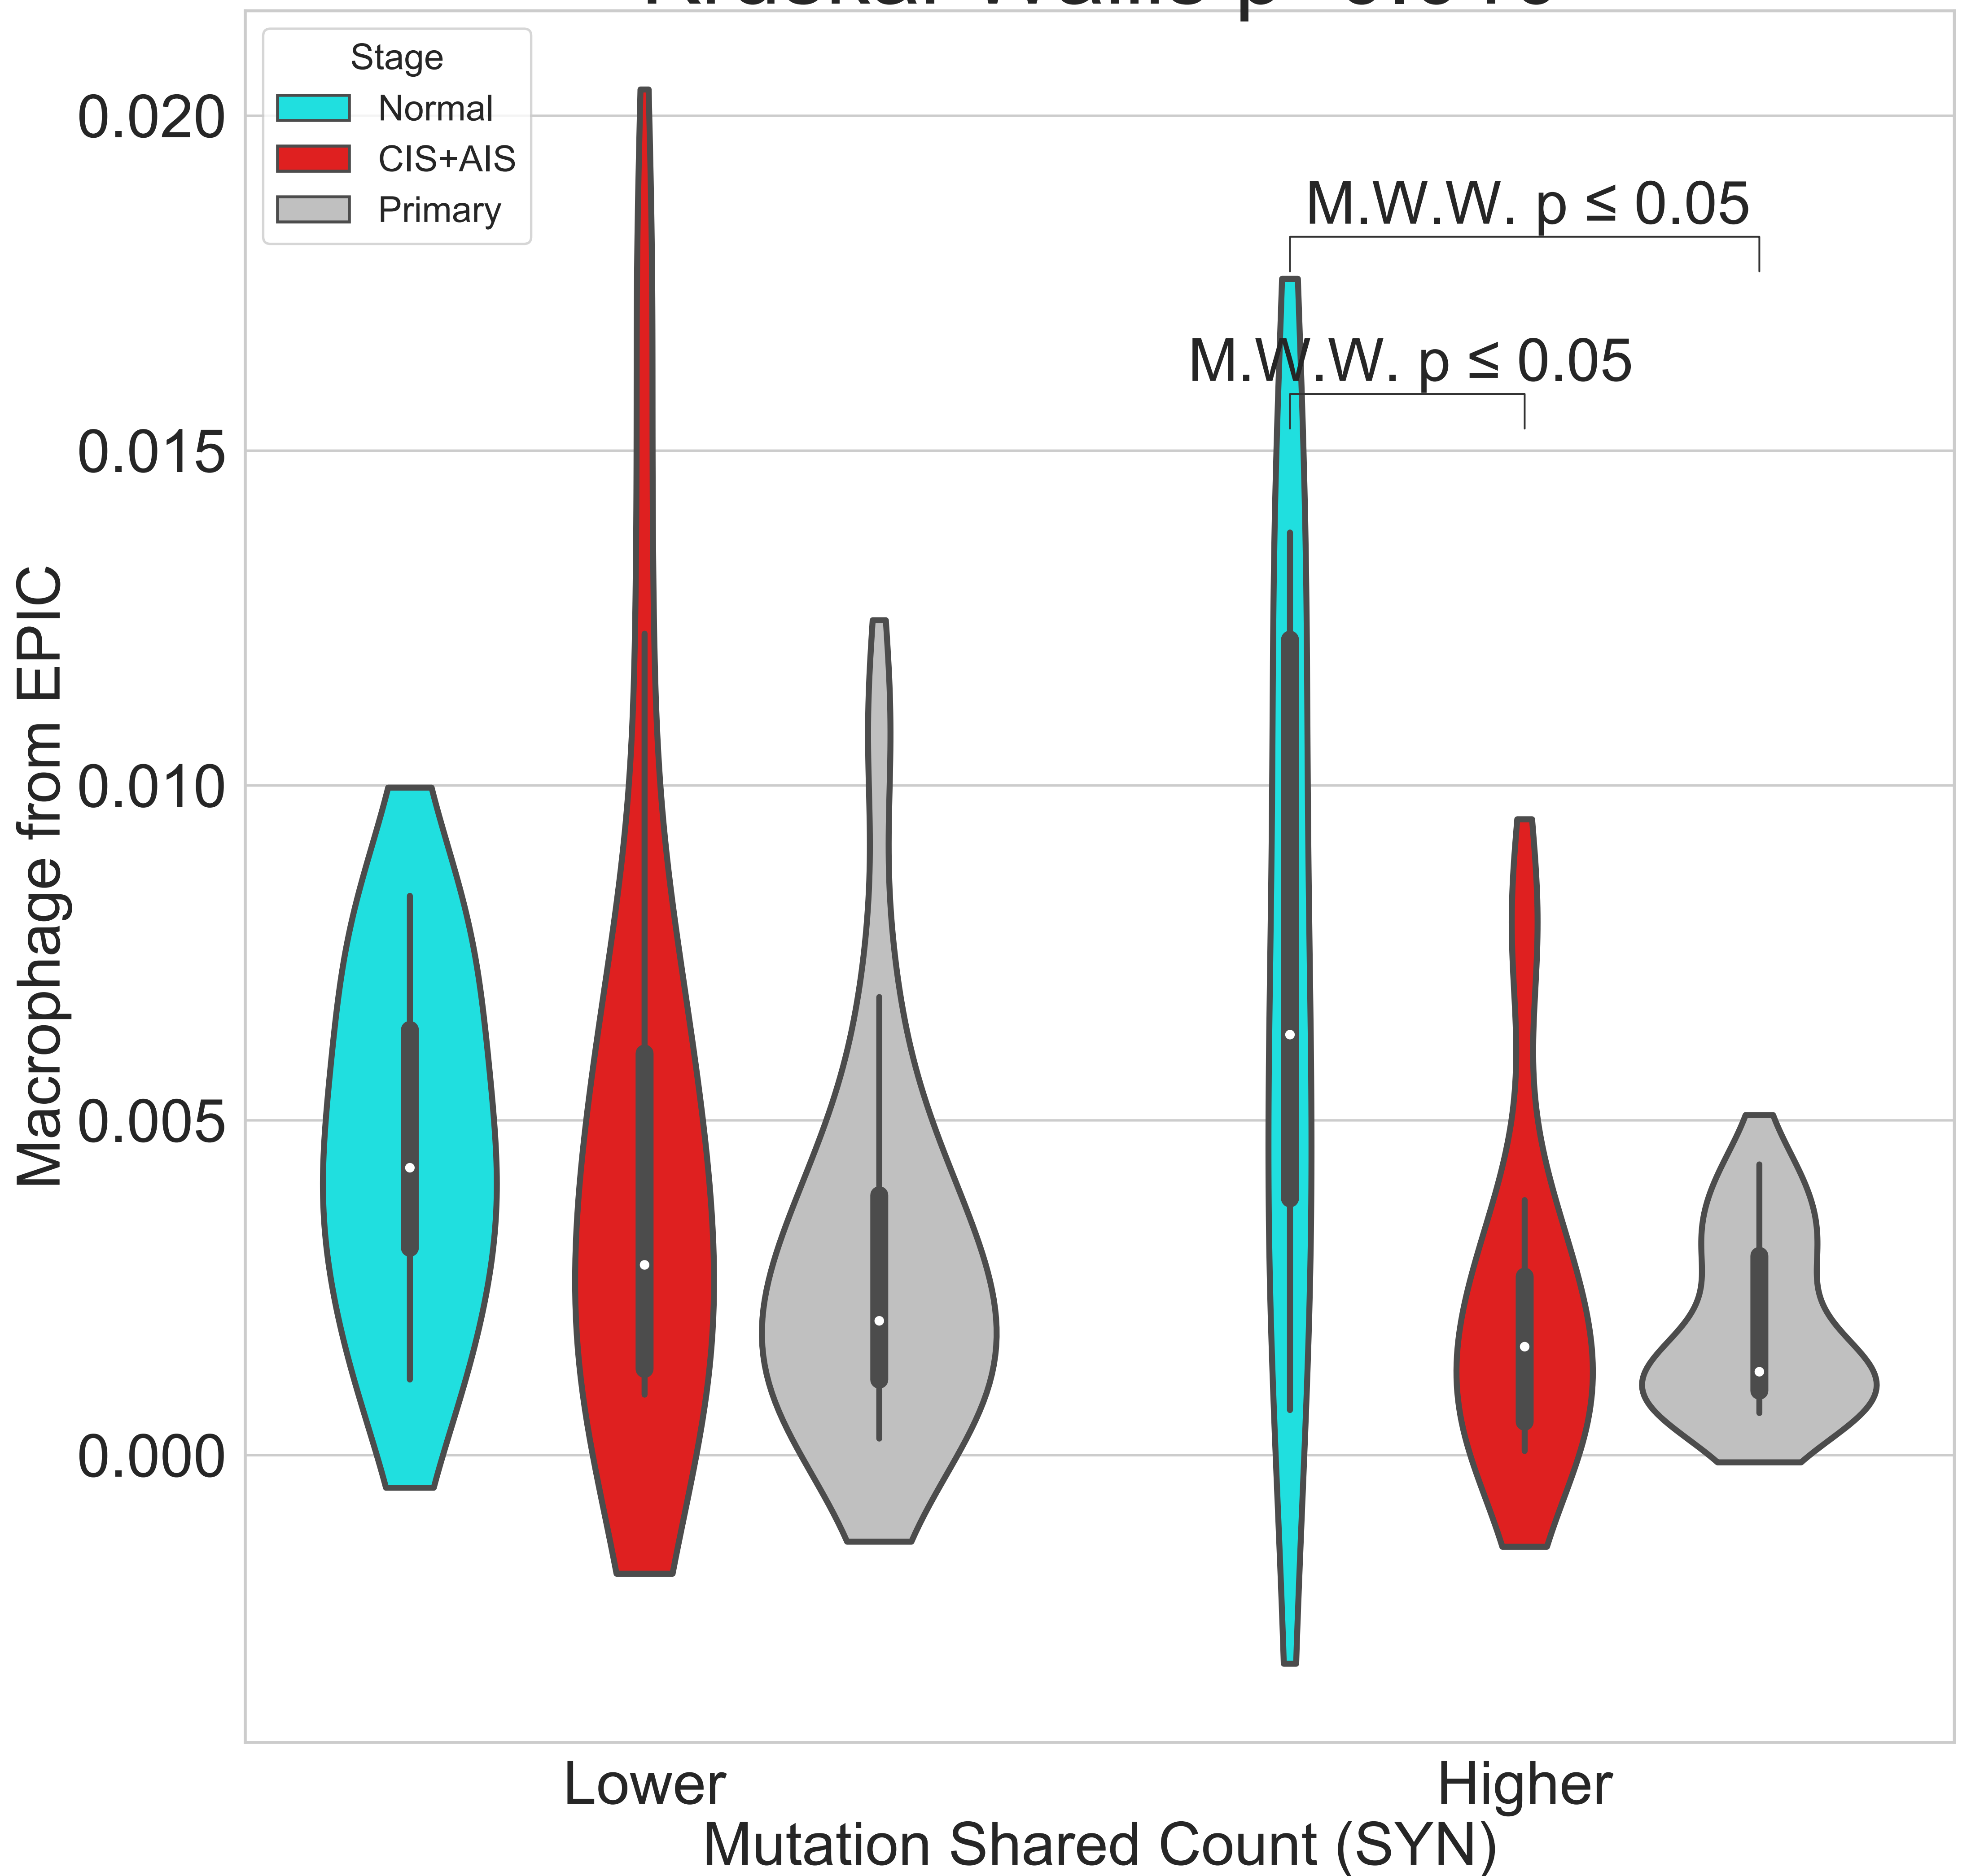 Stage
Normal
CIS+AIS
Primary
M.W.W. p ≤ 0.05
M.W.W. p ≤ 0.05
0.020
0.015
0.010
0.005
0.000
Macrophage from EPIC
Lower
Higher
Mutation Shared Count (SYN)